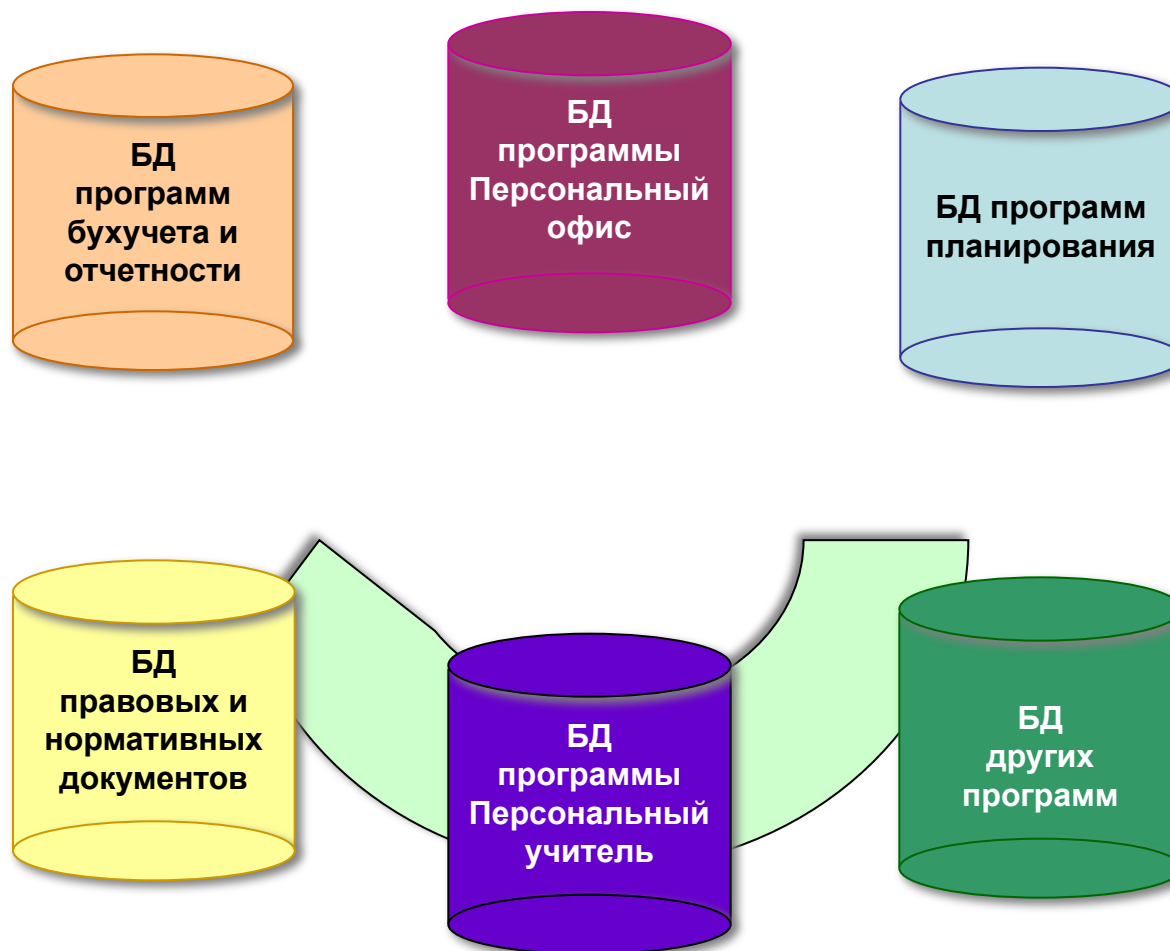 БД
программ
бухучета и
отчетности
БД
программы
Персональный
офис
БД программ
планирования
БД
правовых и
нормативных
документов
БД
программы
Персональный
учитель
БД
других
программ